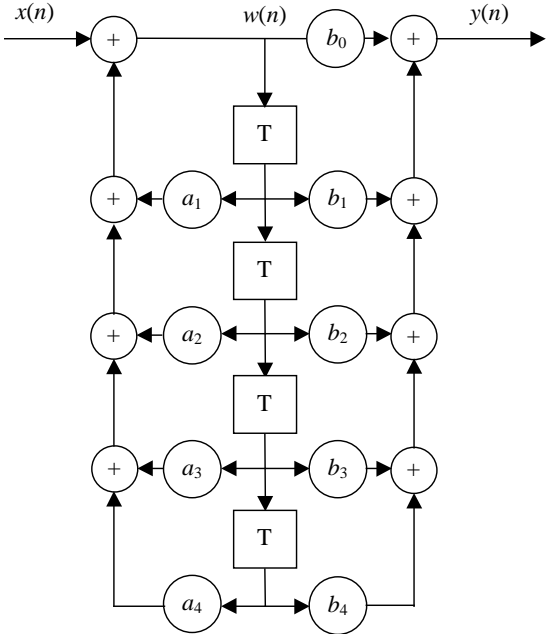 x(n) w(n) y(n)
+ b₀ +
T
+ a₁ b₁ +
T
+ a₂ b₂ +
T
+ a₃ b₃ +
T
a₄ b₄